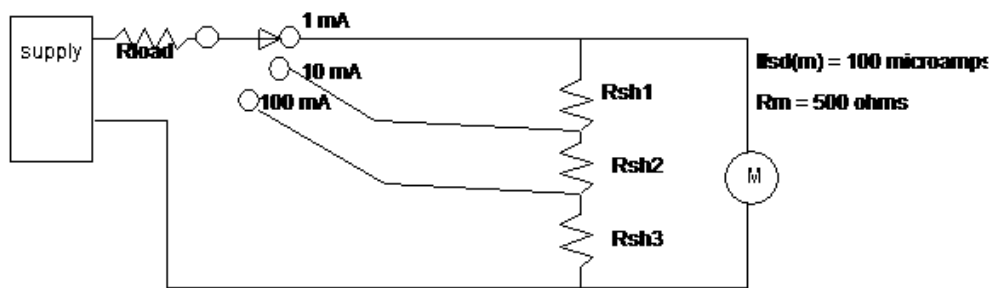 1 mA
supply
Rload
Ifsd(m) = 100 microamps
10 mA
Rsh1
100 mA
Rm = 500 ohms
Rsh2
M
Rsh3